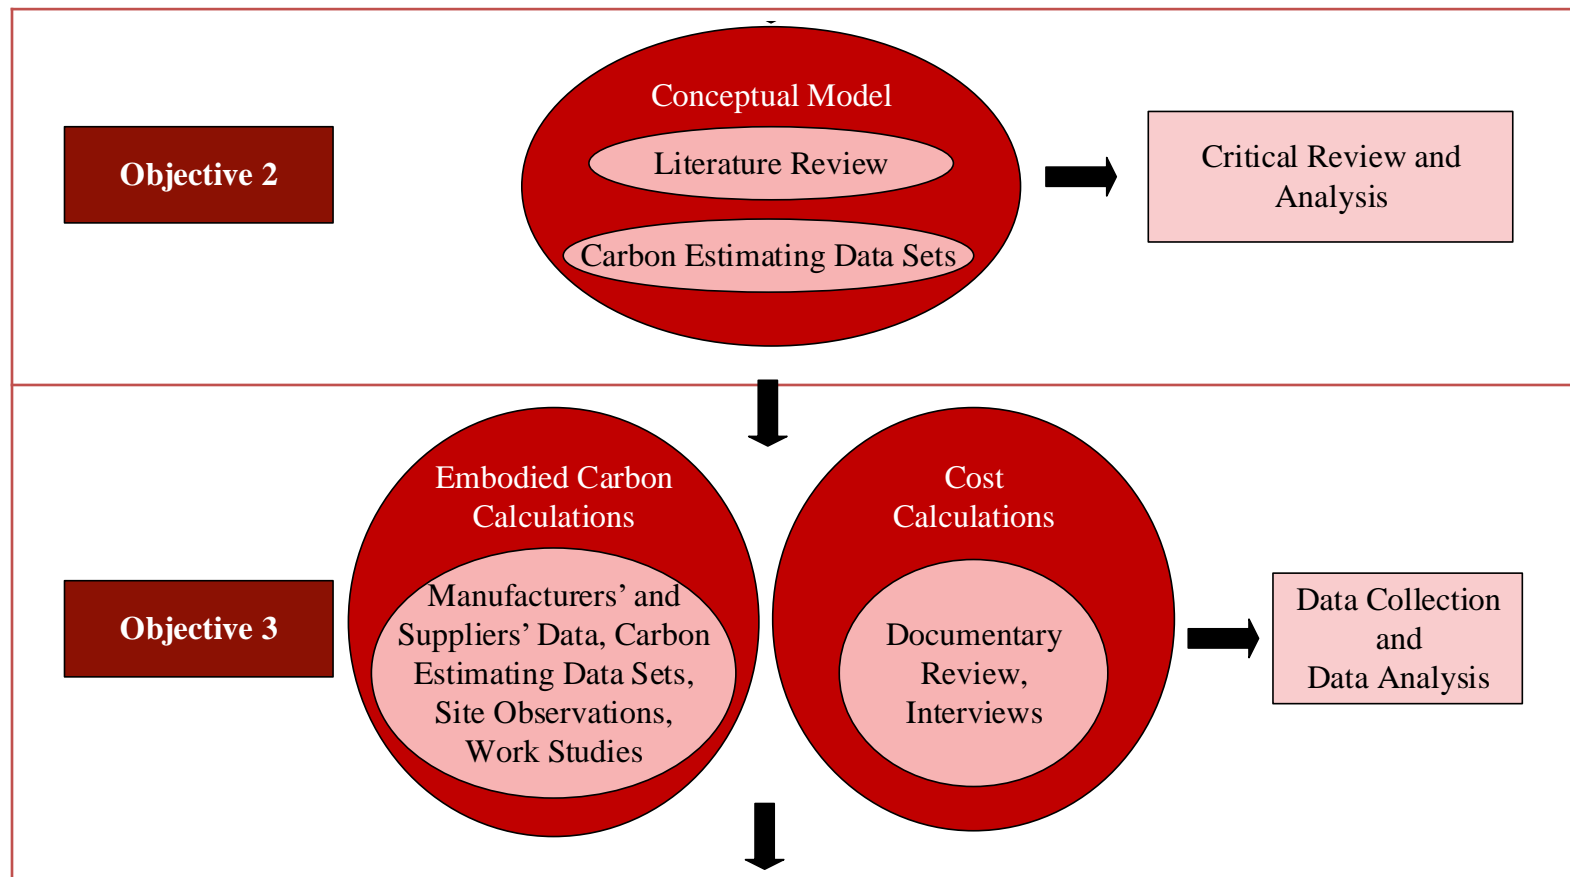 Conceptual Model
Objective 2
Literature Review
Carbon Estimating Data Sets
Critical Review and
Analysis
Objective 3
Embodied Carbon
Calculations
Manufacturers’ and
Suppliers’ Data, Carbon
Estimating Data Sets,
Site Observations,
Work Studies
Cost
Calculations
Documentary
Review,
Interviews
Data Collection
and
Data Analysis